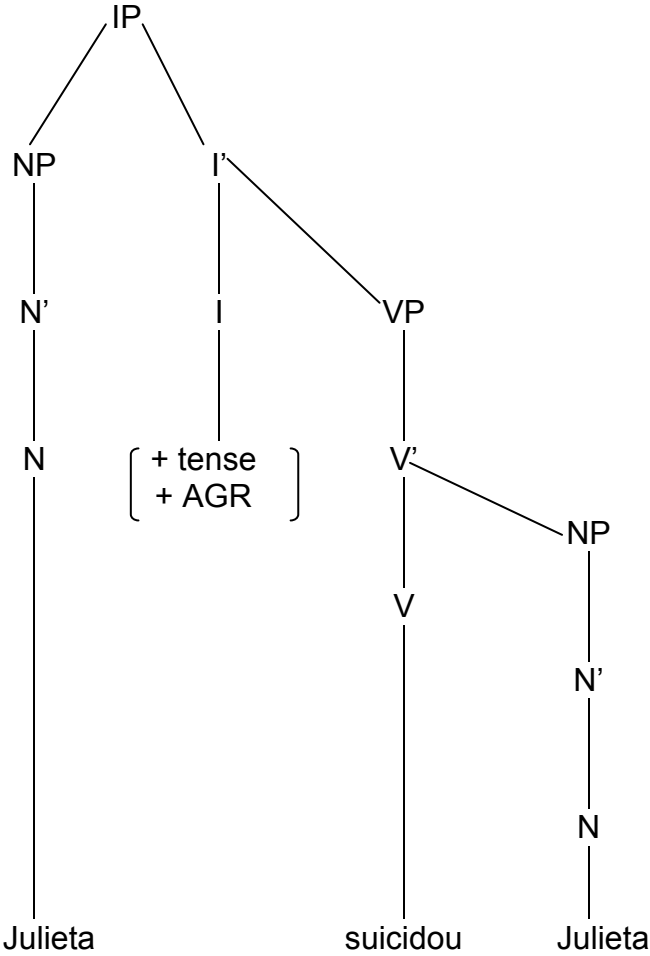 IP
NP I’
N’ I VP
N + tense V’
+ AGR
NP
V
N’
N
Julieta suicidou Julieta